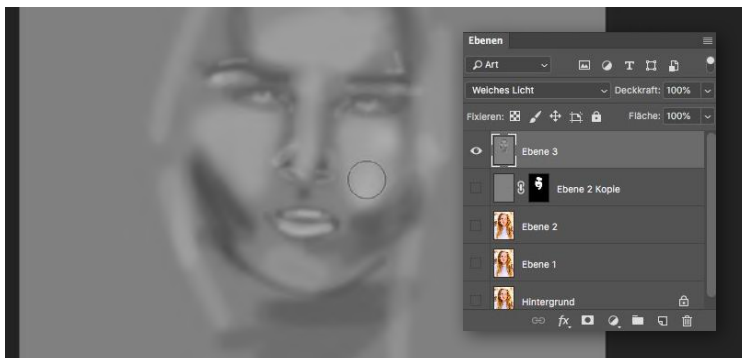 Ebenen
Art T
Weiches Licht Deckkraft: 100%
Fixieren: Fläche: 100%
Ebene 3
Ebene 2 Kopie
Ebene 2
Ebene 1
Hintergrund
fx